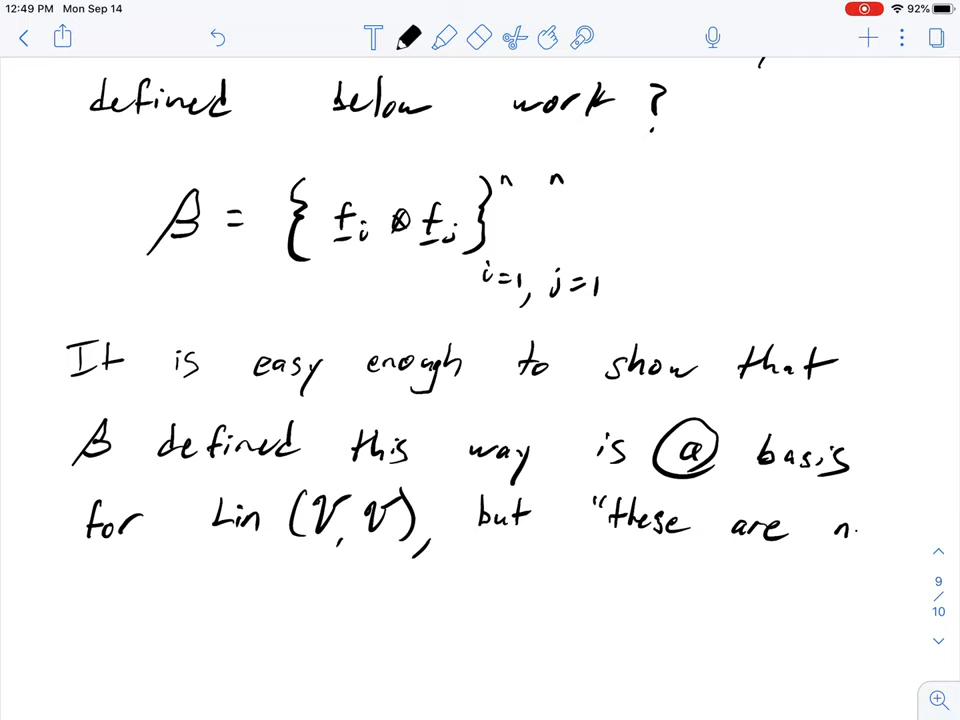 12:49 PM Mon Sep 14
92%
defined below work?
β = { f_i ⊗ f_j }^n ^n _i=1, j=1
It is easy enough to show that
β defined this way is a basis
for Lin (V, V), but "these are n
9
/
10